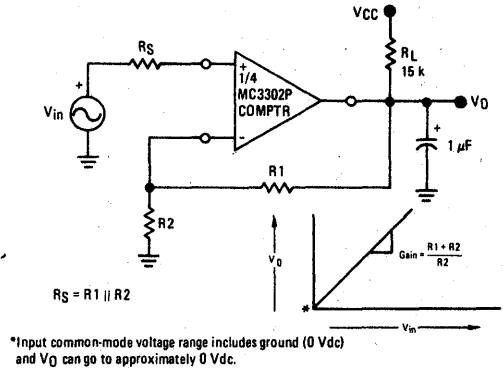 VCC
RS
RL
15 k
+
Vin
+
1/4
MC3302P
COMPTR
-
VO
+
1 µF
R1
R2
RS = R1 || R2
VO
Gain = R1 + R2
R2
*
Vin
*Input common-mode voltage range includes ground (0 Vdc)
and VO can go to approximately 0 Vdc.